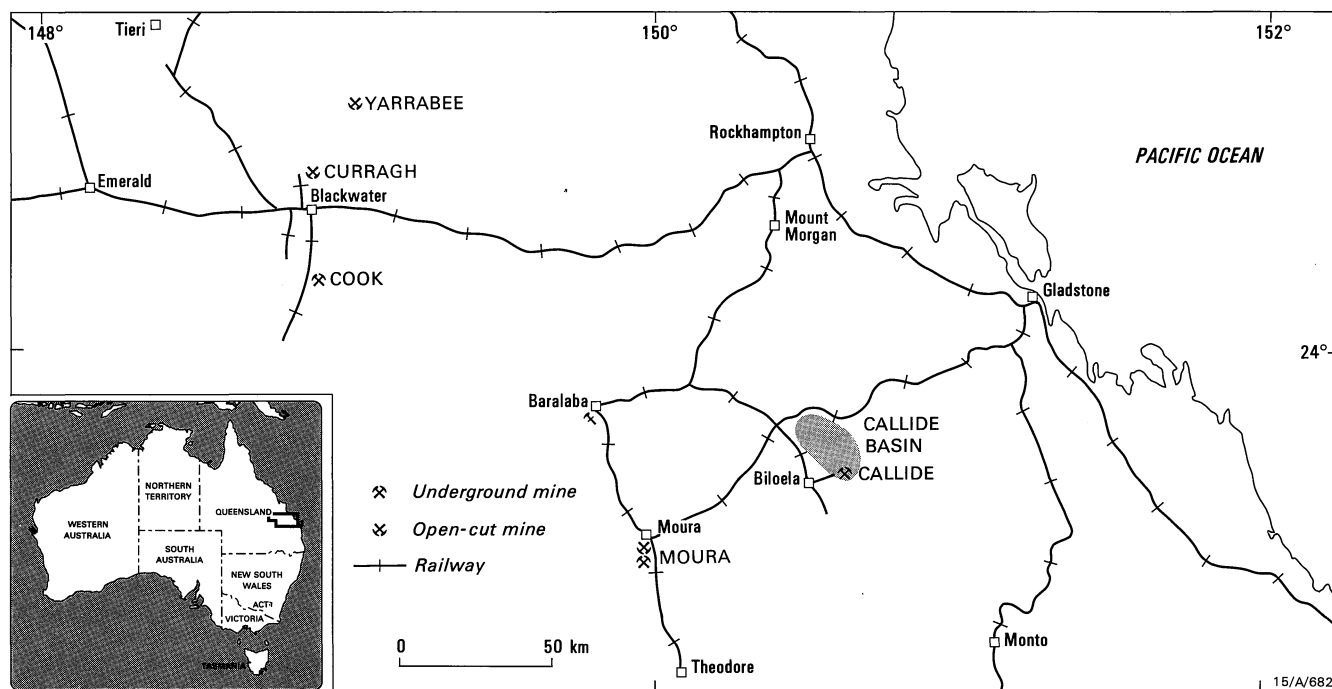 148°
150°
152°
Tieri
YARRABEE
Rockhampton
PACIFIC OCEAN
CURRAGH
Emerald
Blackwater
Mount
Morgan
COOK
Gladstone
24°
Baralaba
CALLIDE
BASIN
CALLIDE
Biloela
Moura
MOURA
Monto
Theodore
Underground mine
Open-cut mine
Railway
0
50 km
NORTHERN
TERRITORY
QUEENSLAND
WESTERN
AUSTRALIA
SOUTH
AUSTRALIA
NEW SOUTH
WALES
ACT
VICTORIA
TASMANIA
15/A/682